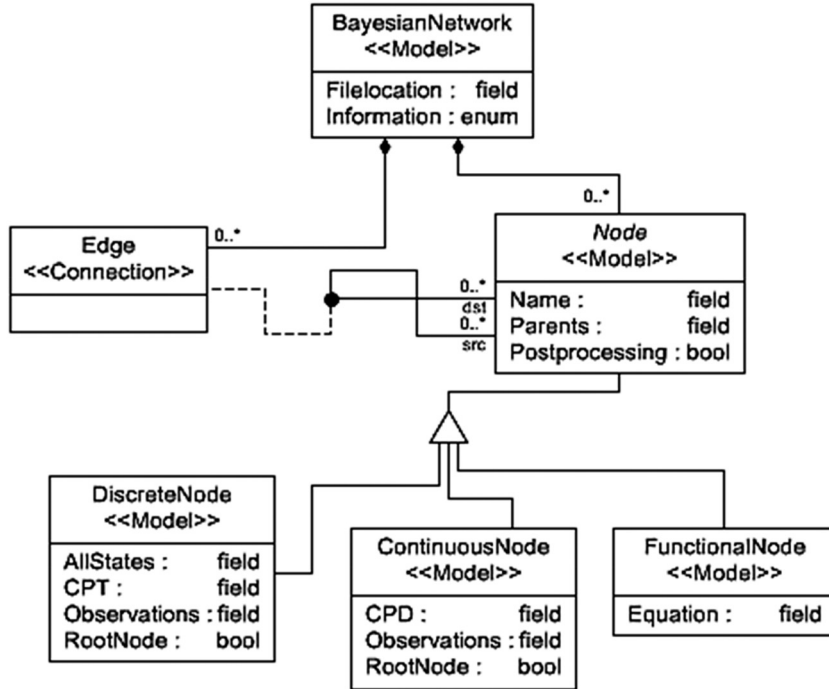 BayesianNetwork
<<Model>>
Filelocation : field
Information : enum
0..*
0..*
Edge
<<Connection>>
Node
<<Model>>
Name : field
Parents : field
Postprocessing : bool
0..*
dst
0..*
src
DiscreteNode
<<Model>>
AllStates : field
CPT : field
Observations : field
RootNode : bool
ContinuousNode
<<Model>>
CPD : field
Observations : field
RootNode : bool
FunctionalNode
<<Model>>
Equation : field